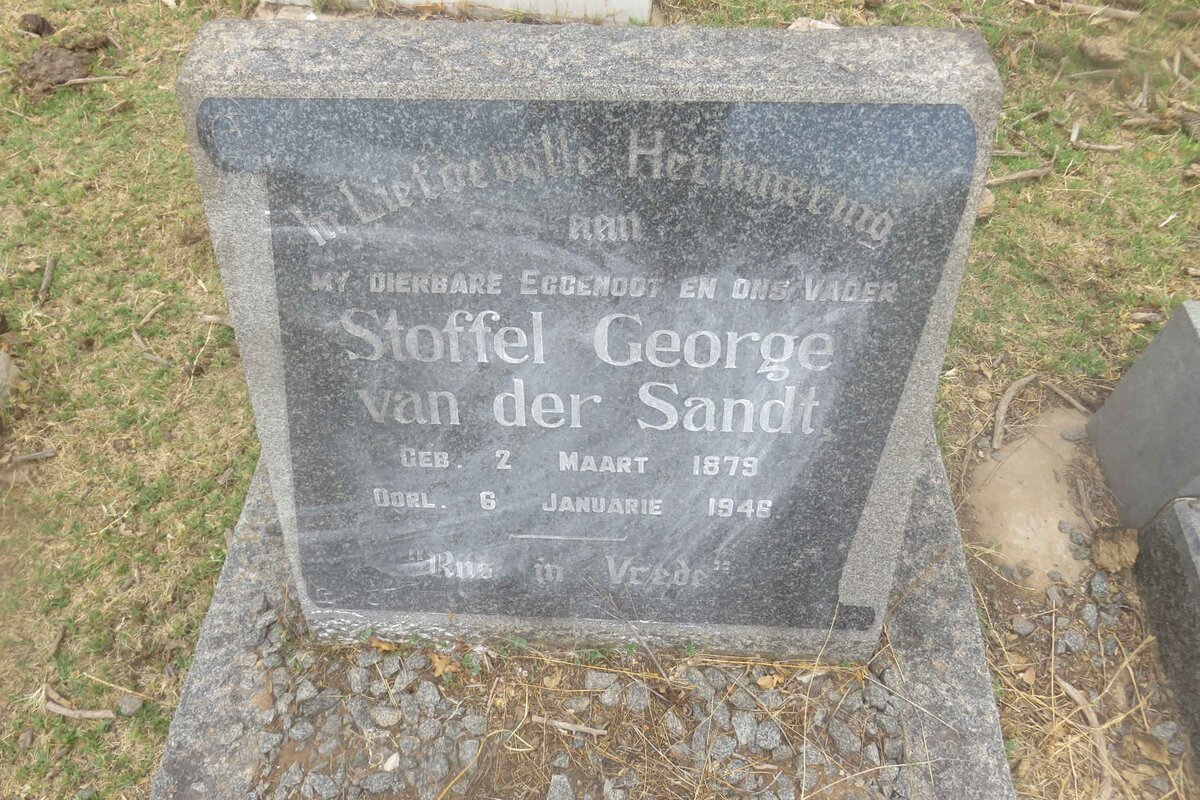 In Liefdevolle Herinnering
aan
MY DIERBARE EGGENOOT EN ONS VADER
Stoffel George
van der Sandt.
GEB. 2 MAART 1879
OORL. 6 JANUARIE 1946
"Rus in Vrede"